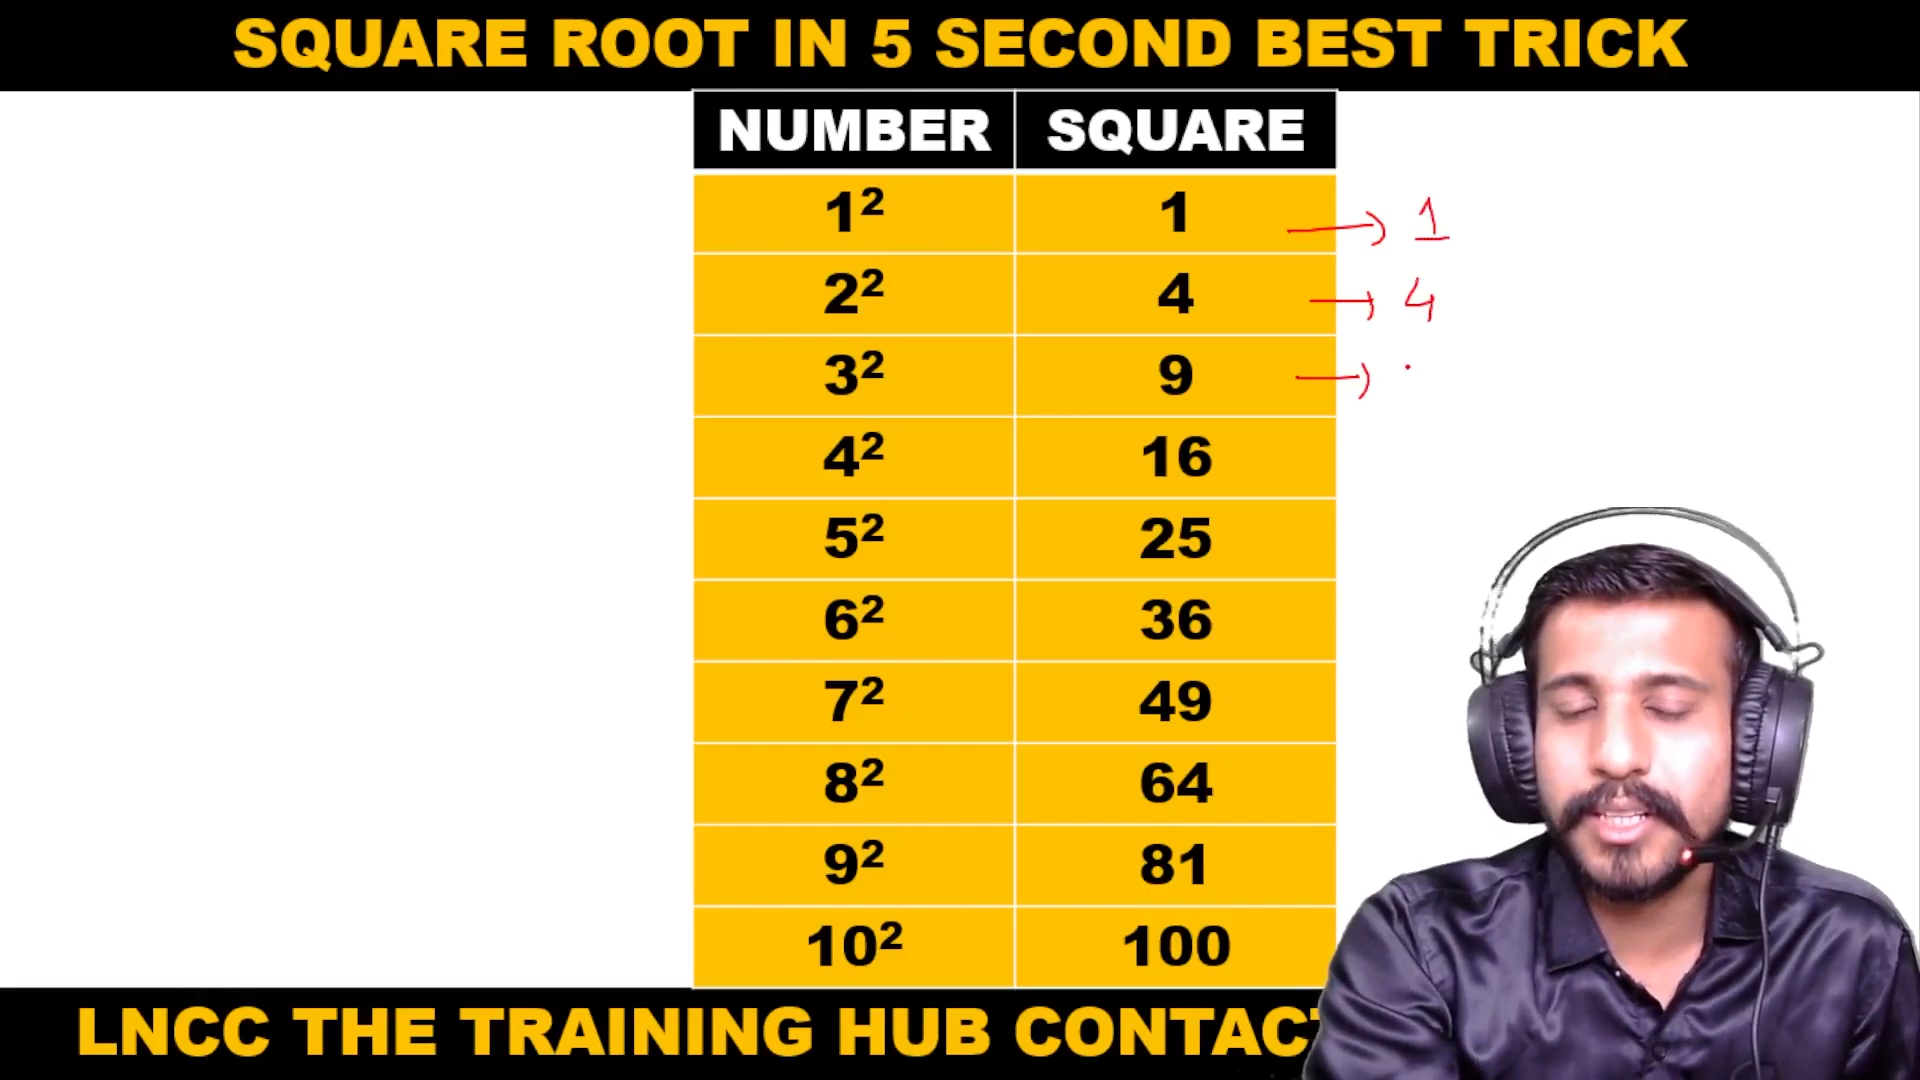 SQUARE ROOT IN 5 SECOND BEST TRICK
NUMBER SQUARE
1² 1 → 1
2² 4 → 4
3² 9 →
4² 16
5² 25
6² 36
7² 49
8² 64
9² 81
10² 100
LNCC THE TRAINING HUB CONTACT